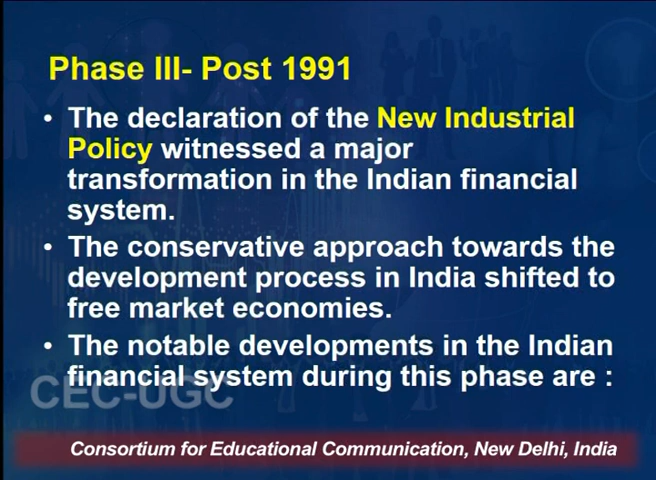 Phase III- Post 1991
• The declaration of the New Industrial
Policy witnessed a major
transformation in the Indian financial
system.
• The conservative approach towards the
development process in India shifted to
free market economies.
• The notable developments in the Indian
financial system during this phase are :
CEC-UGC
Consortium for Educational Communication, New Delhi, India